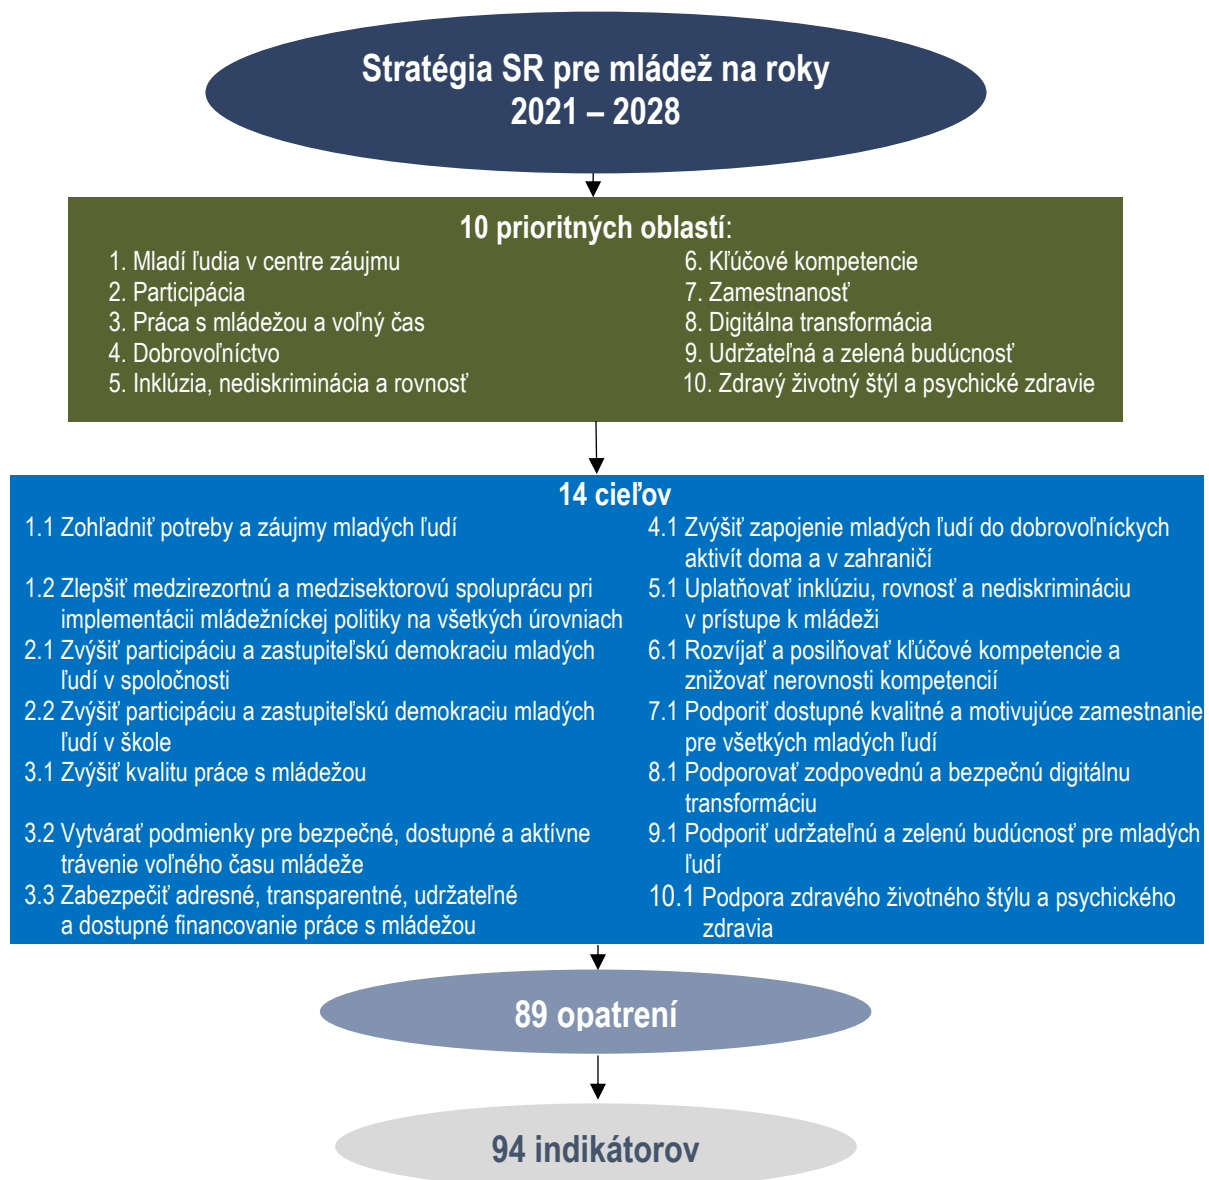 Stratégia SR pre mládež na roky
2021 – 2028
10 prioritných oblastí:
1. Mladí ľudia v centre záujmu
2. Participácia
3. Práca s mládežou a voľný čas
4. Dobrovoľníctvo
5. Inklúzia, nediskriminácia a rovnosť
6. Kľúčové kompetencie
7. Zamestnanosť
8. Digitálna transformácia
9. Udržateľná a zelená budúcnosť
10. Zdravý životný štýl a psychické zdravie
14 cieľov
1.1 Zohľadniť potreby a záujmy mladých ľudí
1.2 Zlepšiť medzirezortnú a medzisektorovú spoluprácu pri
implementácii mládežníckej politiky na všetkých úrovniach
2.1 Zvýšiť participáciu a zastupiteľskú demokraciu mladých
ľudí v spoločnosti
2.2 Zvýšiť participáciu a zastupiteľskú demokraciu mladých
ľudí v škole
3.1 Zvýšiť kvalitu práce s mládežou
3.2 Vytvárať podmienky pre bezpečné, dostupné a aktívne
trávenie voľného času mládeže
3.3 Zabezpečiť adresné, transparentné, udržateľné
a dostupné financovanie práce s mládežou
4.1 Zvýšiť zapojenie mladých ľudí do dobrovoľníckych
aktivít doma a v zahraničí
5.1 Uplatňovať inklúziu, rovnosť a nediskrimináciu
v prístupe k mládeži
6.1 Rozvíjať a posilňovať kľúčové kompetencie a
znižovať nerovnosti kompetencií
7.1 Podporiť dostupné kvalitné a motivujúce zamestnanie
pre všetkých mladých ľudí
8.1 Podporovať zodpovednú a bezpečnú digitálnu
transformáciu
9.1 Podporiť udržateľnú a zelenú budúcnosť pre mladých
ľudí
10.1 Podpora zdravého životného štýlu a psychického
zdravia
89 opatrení
94 indikátorov